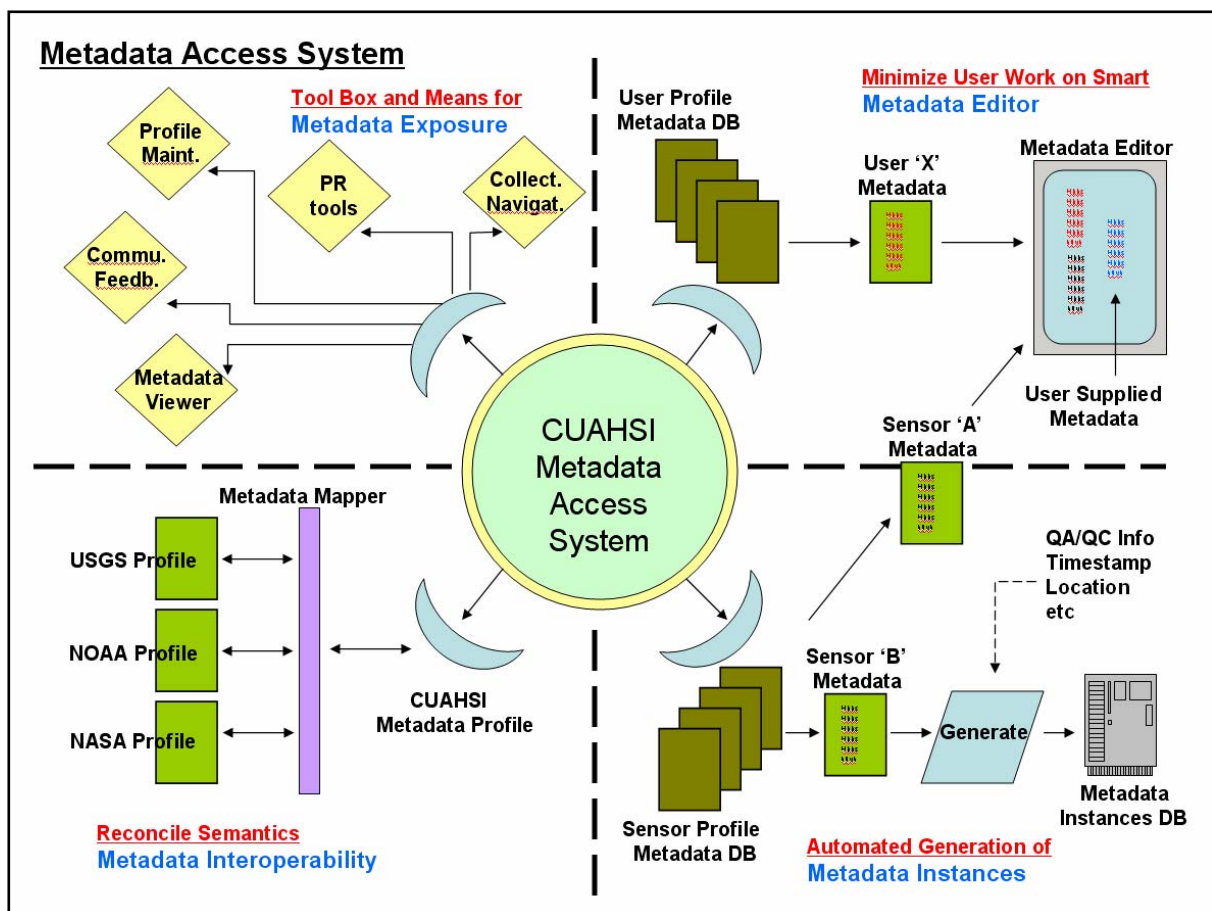 Metadata Access System
Tool Box and Means for
Metadata Exposure
Profile
Maint.
PR
tools
Collect.
Navigat.
Commu.
Feedb.
Metadata
Viewer
User Profile
Metadata DB
Minimize User Work on Smart
Metadata Editor
User ‘X’
Metadata
Metadata Editor
User Supplied
Metadata
Sensor ‘A’
Metadata
CUAHSI
Metadata
Access
System
Metadata Mapper
USGS Profile
NOAA Profile
NASA Profile
CUAHSI
Metadata Profile
Reconcile Semantics
Metadata Interoperability
QA/QC Info
Timestamp
Location
etc
Sensor ‘B’
Metadata
Generate
Metadata
Instances DB
Sensor Profile
Metadata DB
Automated Generation of
Metadata Instances